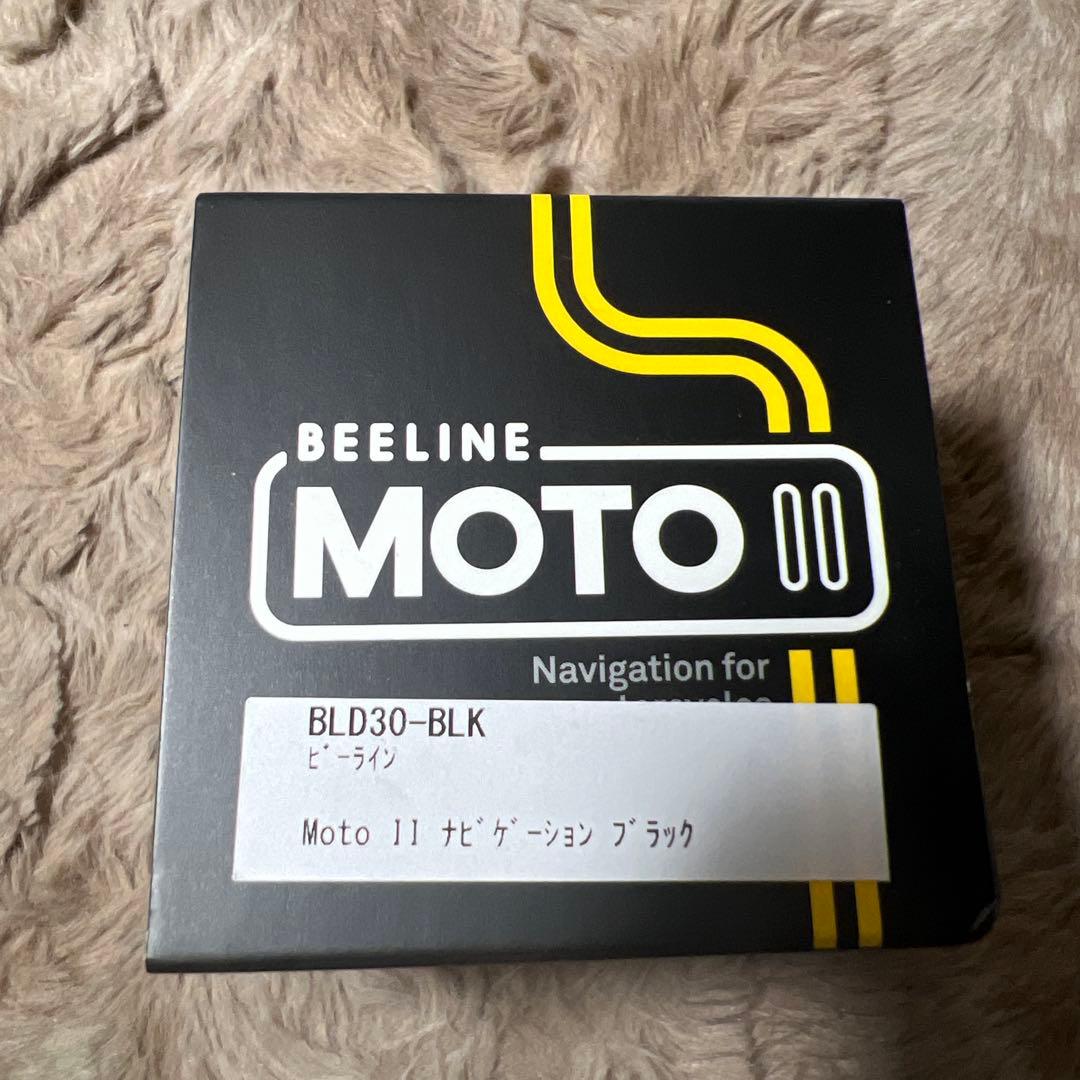 BEELINE
MOTO II
Navigation for
BLD30-BLK
ﾋﾞｰﾗｲﾝ
Moto II ﾅﾋﾞｹﾞｰｼｮﾝ ﾌﾞﾗｯｸ